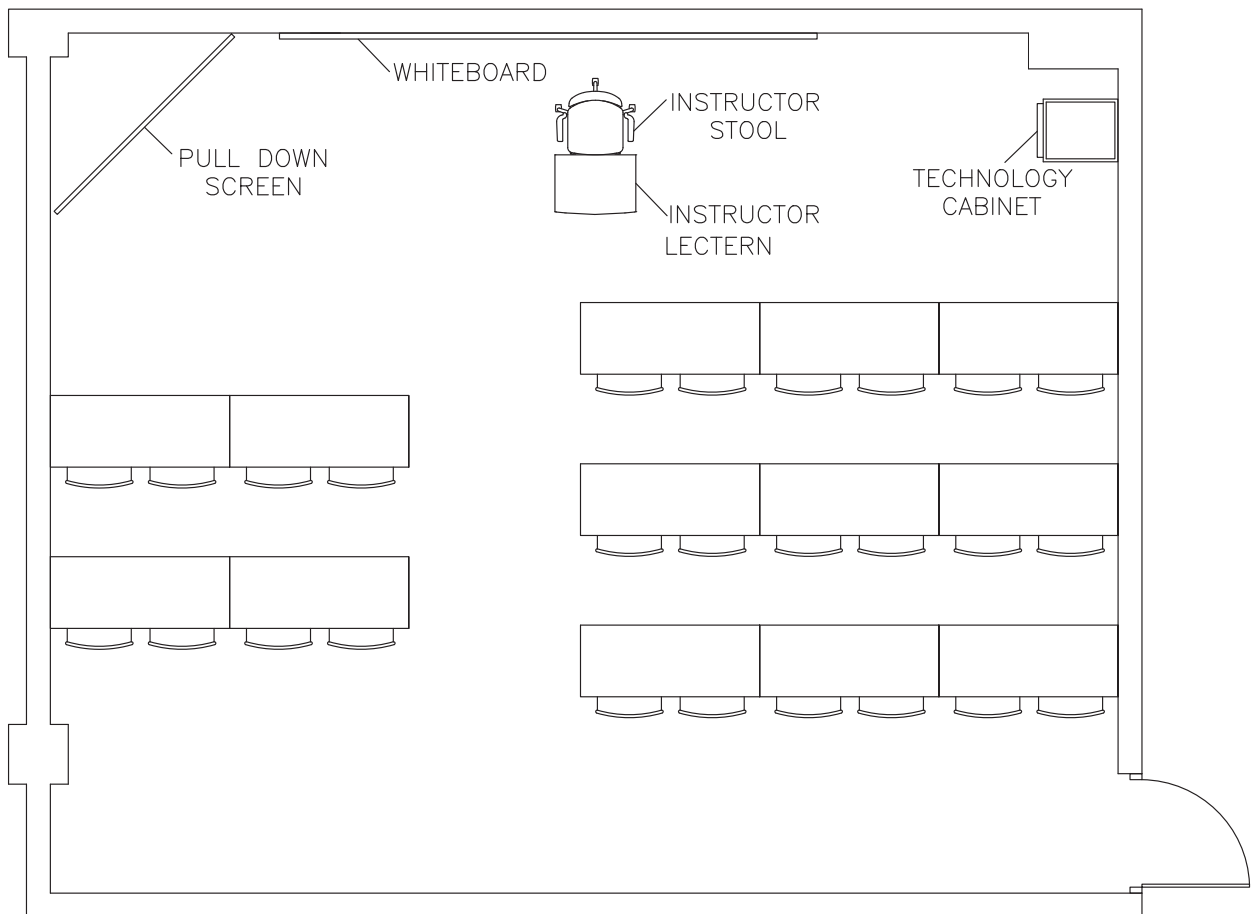 WHITEBOARD
INSTRUCTOR
STOOL
PULL DOWN
SCREEN
TECHNOLOGY
CABINET
INSTRUCTOR
LECTERN